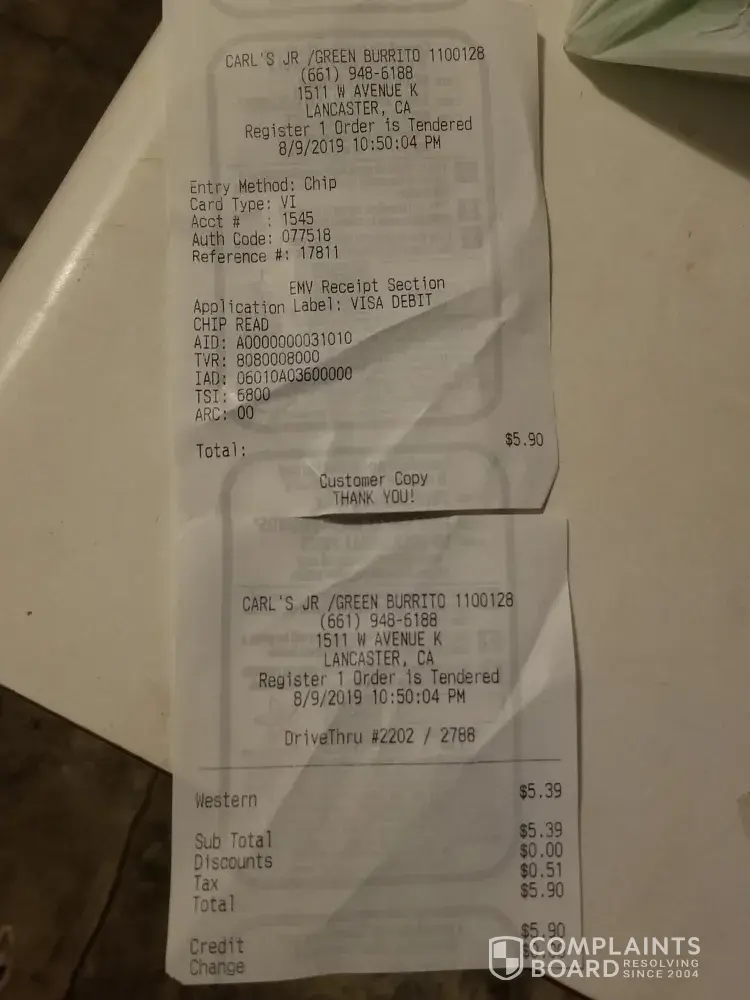 CARL'S JR /GREEN BURRITO 1100128
(661) 948-6188
1511 W AVENUE K
LANCASTER, CA
Register 1 Order is Tendered
8/9/2019 10:50:04 PM
Entry Method: Chip
Card Type: VI
Acct # : 1545
Auth Code: 077518
Reference #: 17811
EMV Receipt Section
Application Label: VISA DEBIT
CHIP READ
AID: A0000000031010
TVR: 8080008000
IAD: 06010A03600000
TSI: 6800
ARC: 00
Total: $5.90
Customer Copy
THANK YOU!
CARL'S JR /GREEN BURRITO 1100128
(661) 948-6188
1511 W AVENUE K
LANCASTER, CA
Register 1 Order is Tendered
8/9/2019 10:50:04 PM
DriveThru #2202 / 2788
Western $5.39
Sub Total $5.39
Discounts $0.00
Tax $0.51
Total $5.90
Credit $5.90
Change
COMPLAINTS
BOARD RESOLVING
SINCE 2004